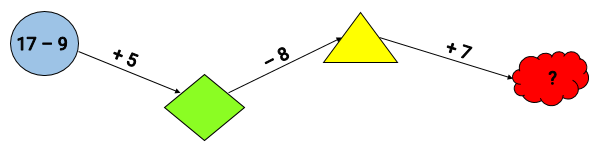 17 – 9
+ 5
– 8
+ 7
?